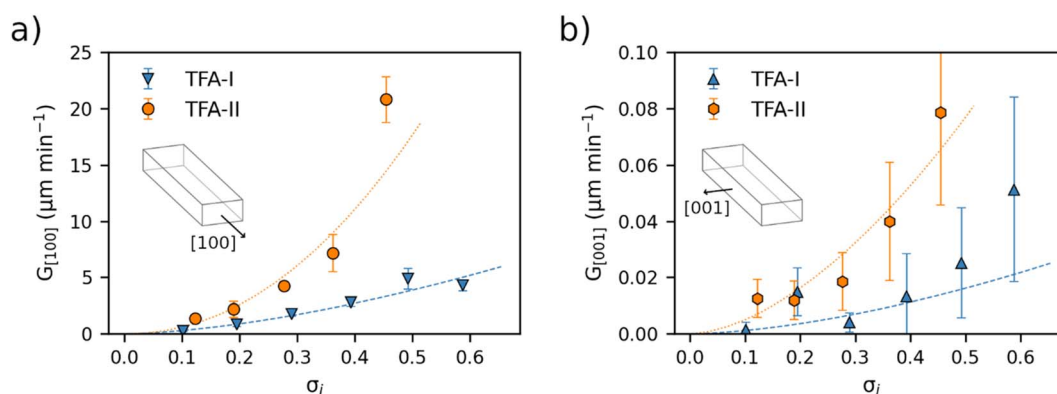 a)
G[100] (μm min⁻¹)
25
20
15
10
5
0
TFA-I
TFA-II
[100]
0.0 0.1 0.2 0.3 0.4 0.5 0.6
σi
b)
G[001] (μm min⁻¹)
0.10
0.08
0.06
0.04
0.02
0.00
TFA-I
TFA-II
[001]
0.0 0.1 0.2 0.3 0.4 0.5 0.6
σi